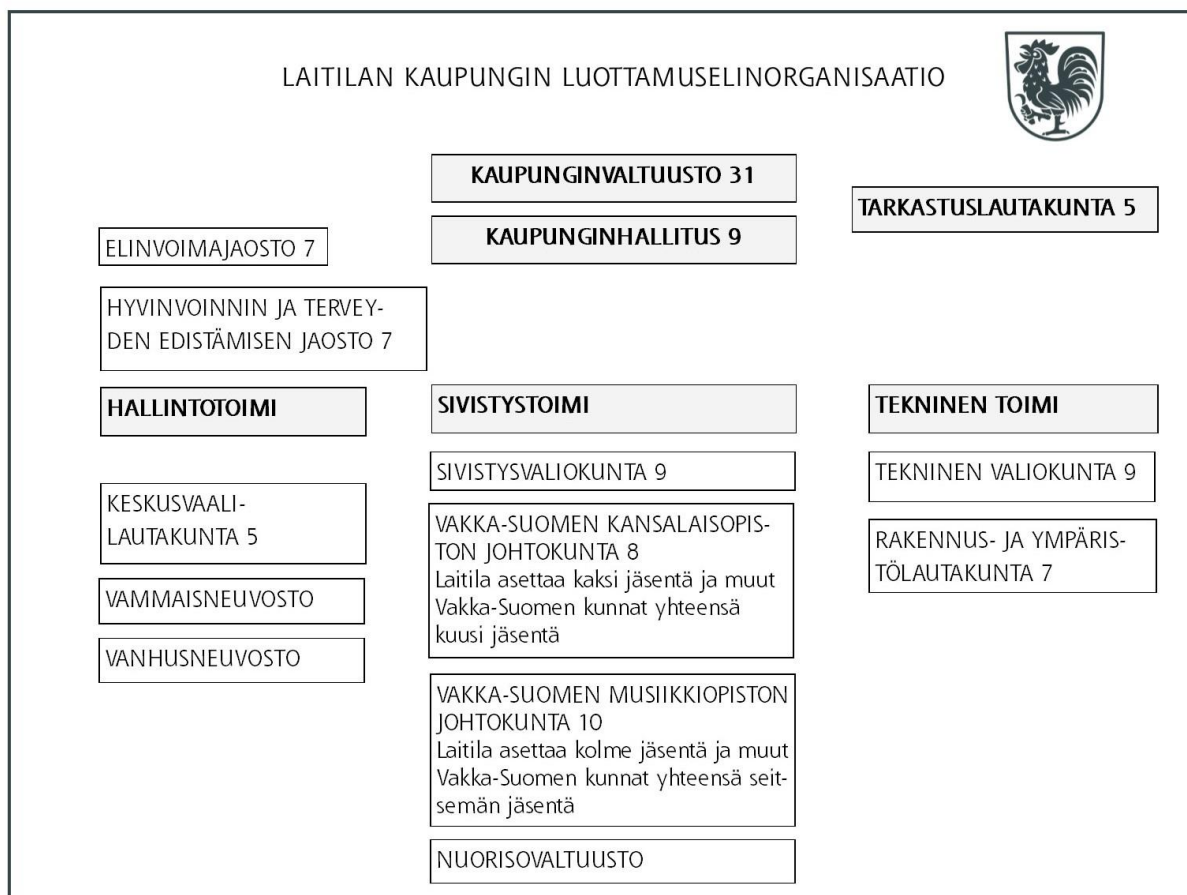 LAITILAN KAUPUNGIN LUOTTAMUSELINORGANISAATIO
KAUPUNGINVALTUUSTO 31
TARKASTUSLAUTAKUNTA 5
KAUPUNGINHALLITUS 9
ELINVOIMAJAOSTO 7
HYVINVOINNIN JA TERVEY-
DEN EDISTÄMISEN JAOSTO 7
HALLINTOTOIMI
KESKUSVAALI-
LAUTAKUNTA 5
VAMMAISNEUVOSTO
VANHUSNEUVOSTO
SIVISTYSTOIMI
SIVISTYSVALIOKUNTA 9
VAKKA-SUOMEN KANSALAISOPIS-
TON JOHTOKUNTA 8
Laitila asettaa kaksi jäsentä ja muut
Vakka-Suomen kunnat yhteensä
kuusi jäsentä
VAKKA-SUOMEN MUSIIKKIOPISTON
JOHTOKUNTA 10
Laitila asettaa kolme jäsentä ja muut
Vakka-Suomen kunnat yhteensä seit-
semän jäsentä
NUORISOVALTUUSTO
TEKNINEN TOIMI
TEKNINEN VALIOKUNTA 9
RAKENNUS- JA YMPÄRIS-
TÖLAUTAKUNTA 7